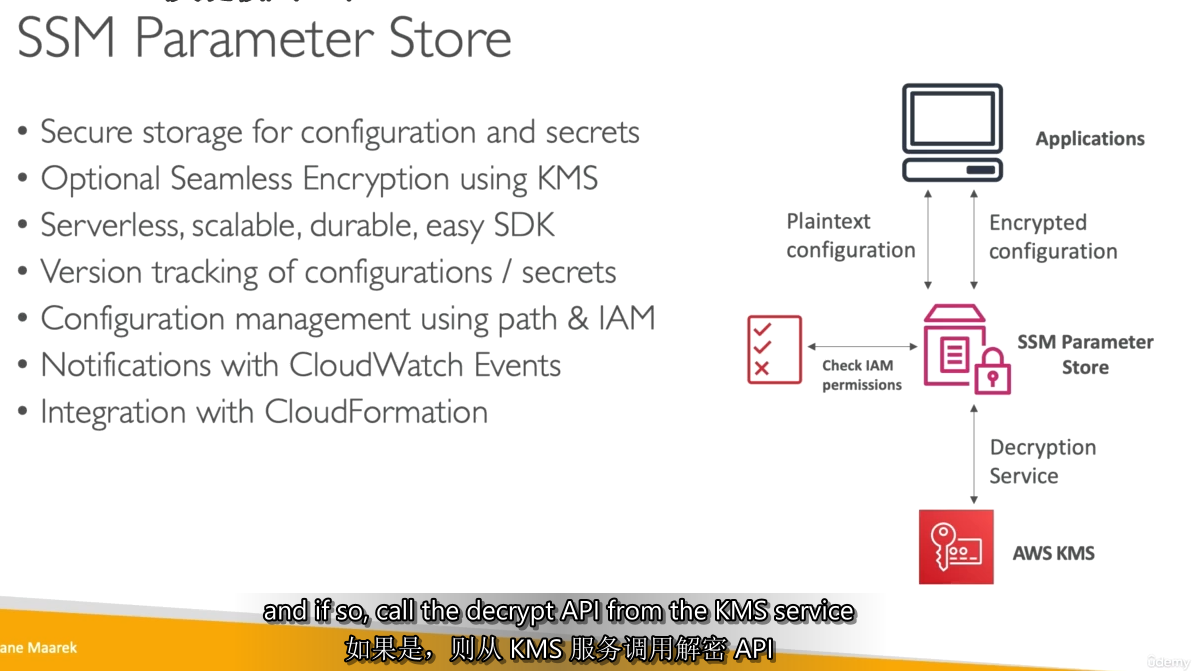 SSM Parameter Store
• Secure storage for configuration and secrets
• Optional Seamless Encryption using KMS
• Serverless, scalable, durable, easy SDK
• Version tracking of configurations / secrets
• Configuration management using path & IAM
• Notifications with CloudWatch Events
• Integration with CloudFormation
Applications
Plaintext
configuration
Encrypted
configuration
Check IAM
permissions
SSM Parameter
Store
Decryption
Service
AWS KMS
and if so, call the decrypt API from the KMS service
如果是，则从 KMS 服务调用解密 API
ane Maarek
ûdemy